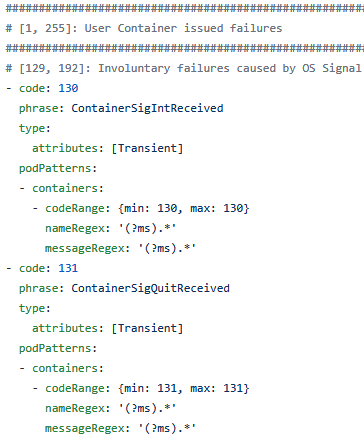 ######################################################
# [1, 255]: User Container issued failures
######################################################
# [129, 192]: Involuntary failures caused by OS Signal
- code: 130
  phrase: ContainerSigIntReceived
  type:
    attributes: [Transient]
  podPatterns:
  - containers:
    - codeRange: {min: 130, max: 130}
      nameRegex: '(?ms).*'
      messageRegex: '(?ms).*'
- code: 131
  phrase: ContainerSigQuitReceived
  type:
    attributes: [Transient]
  podPatterns:
  - containers:
    - codeRange: {min: 131, max: 131}
      nameRegex: '(?ms).*'
      messageRegex: '(?ms).*'